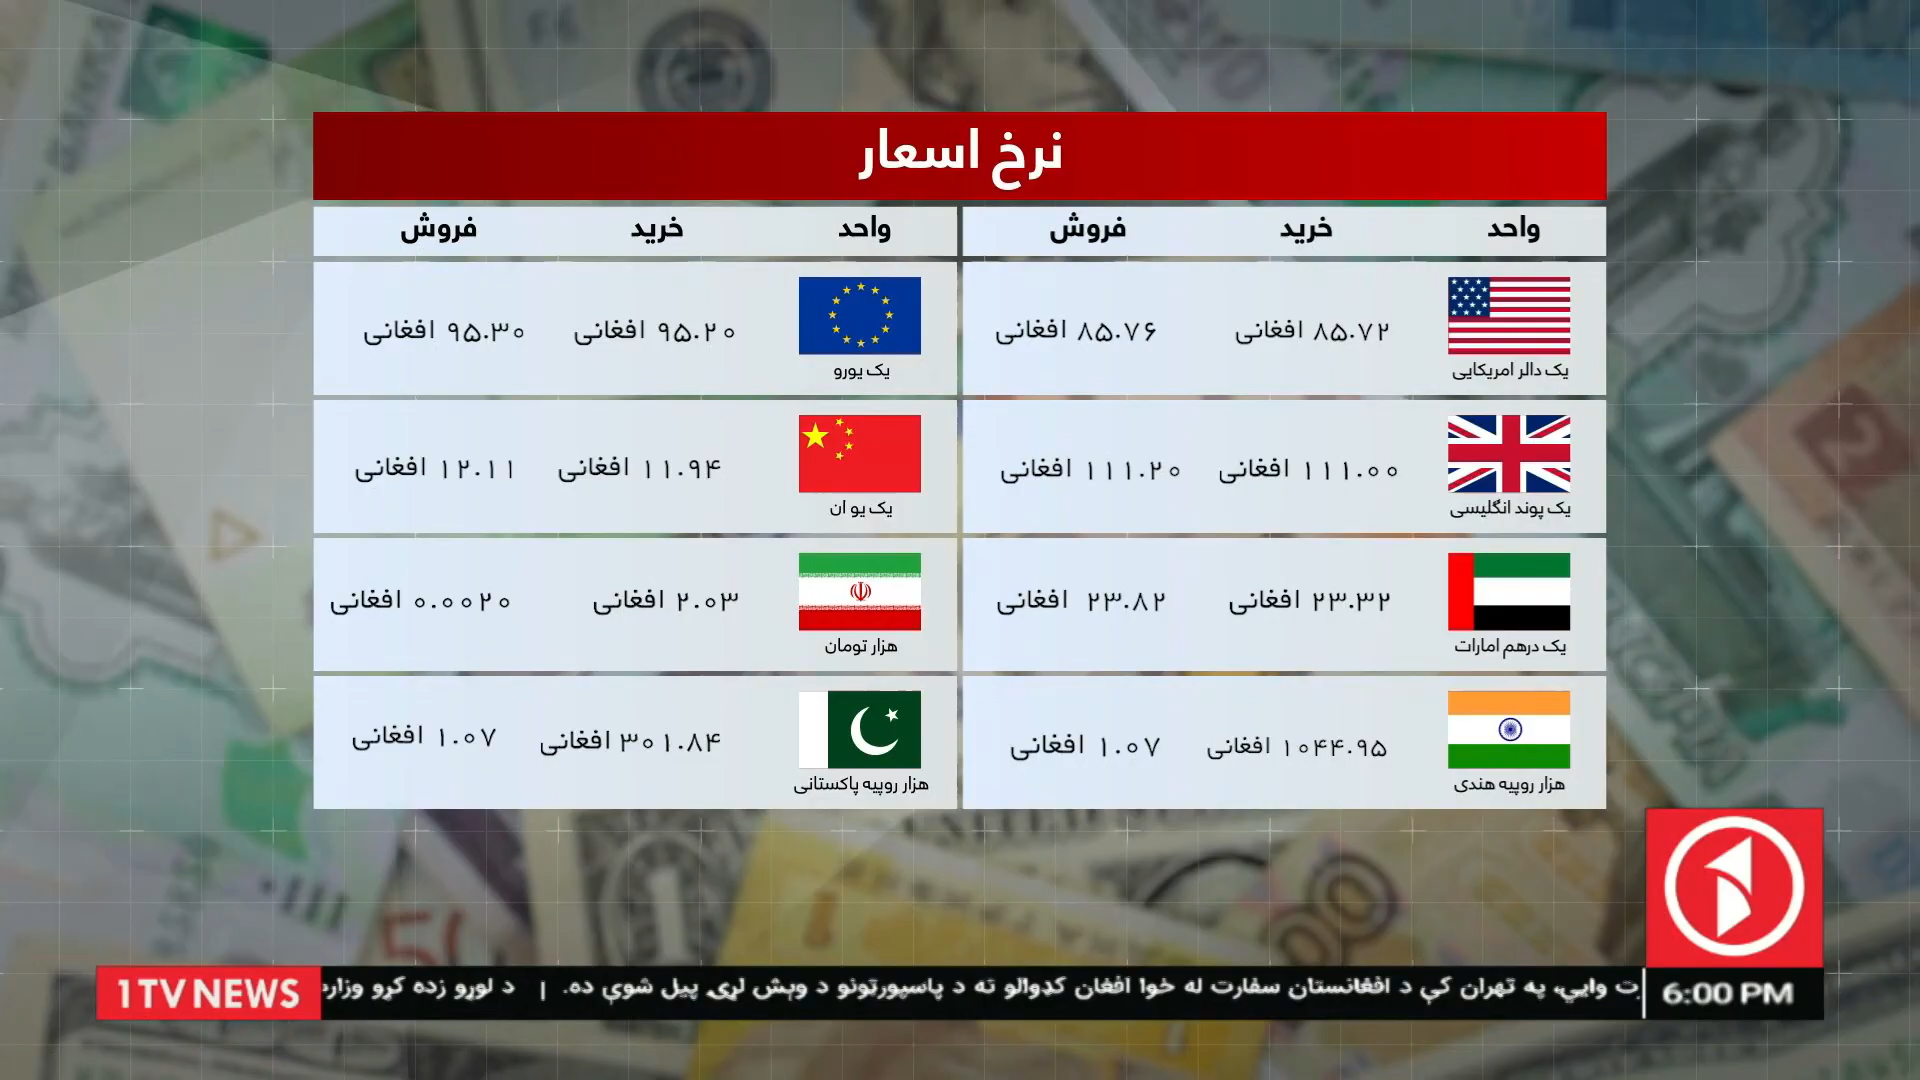 نرخ اسعار
واحد خرید فروش واحد خرید فروش
۸۵.۷۲ افغانی ۸۵.۷۶ افغانی ۹۵.۲۰ افغانی ۹۵.۳۰ افغانی
یک دالر امریکایی یک یورو
۱۱۱.۰۰ افغانی ۱۱۱.۲۰ افغانی ۱۱.۹۴ افغانی ۱۲.۱۱ افغانی
یک پوند انگلیسی یک یو ان
۲۳.۳۲ افغانی ۲۳.۸۲ افغانی ۲.۰۳ افغانی ۰.۰۰۲۰ افغانی
یک درهم امارات هزار تومان
۱۰۴۴.۹۵ افغانی ۱.۰۷ افغانی ۳۰۱.۸۴ افغانی ۱.۰۷ افغانی
هزار روپیه هندی هزار روپیه پاکستانی
وايي، په تهران کې د افغانستان سفارت له خوا افغان کډوالو ته د پاسپورټونو د وېش لړۍ پيل شوې ده. | د لوړو زده کړو
1TV NEWS
6:00 PM